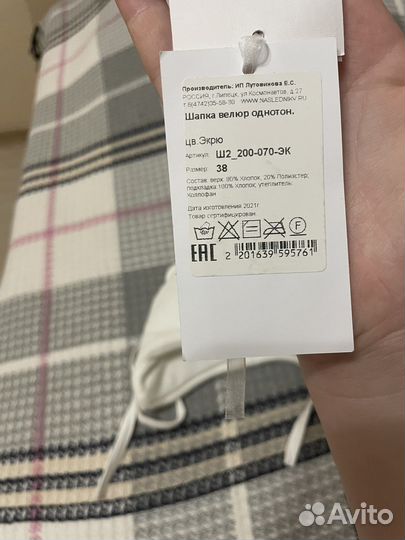 Производитель: ИП Лутовинова В.С.
РОССИЯ, г.Липецк, ул Космонавтов, д.27
т.8(4742)35-58-80 WWW.NASLEDNIKV.RU
Шапка велюр однотон.
цв.Экрю
Артикул: Ш2_200-070-ЭК
Размер: 38
Состав: верх: 80% Хлопок, 20% Полиэстер;
подкладка:100% Хлопок; утеплитель:
Холлофан
Дата изготовления 2021г
Товар сертифицирован.
F
EAC
2 201639 595761
Avito